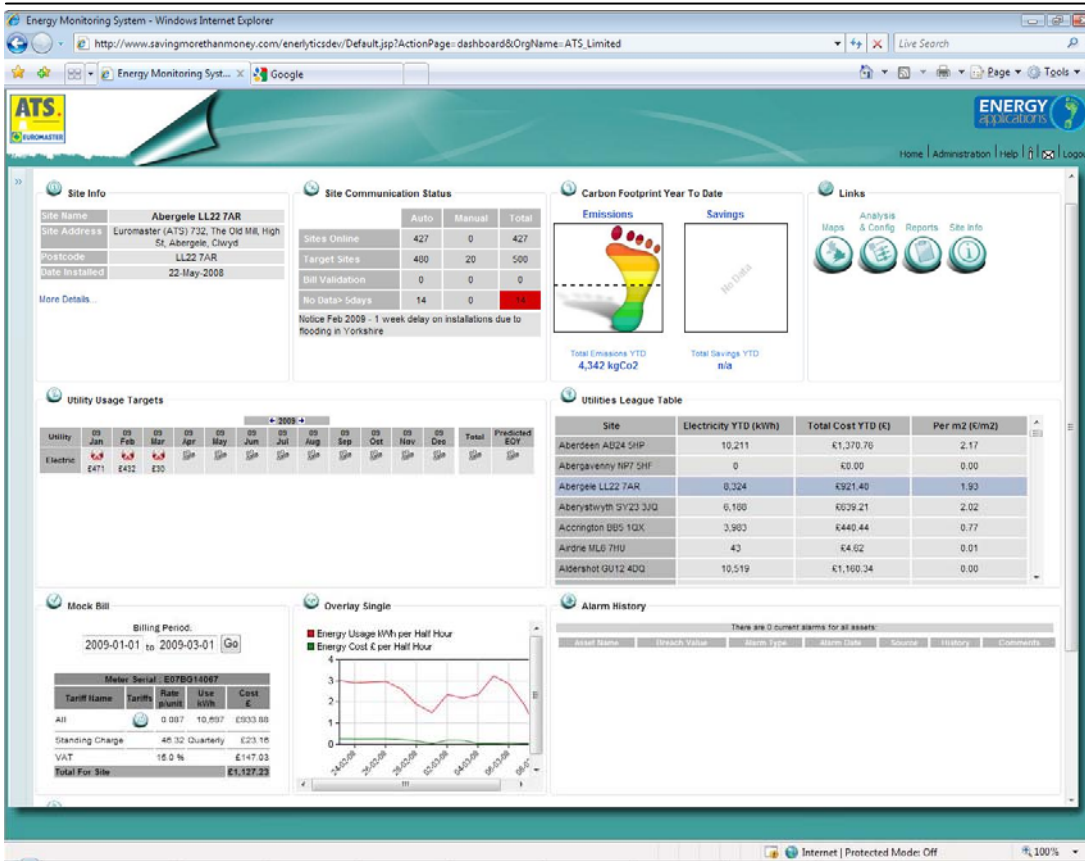 Energy Monitoring System - Windows Internet Explorer
http://www.savingmorethanmoney.com/enerlyticsdev/Default.jsp?ActionPage=dashboard&OrgName=ATS_Limited
Live Search
Energy Monitoring Syst... Google
Page Tools
ATS.
EUROMASTER
ENERGY
applications
Home | Administration | Help | Logou
Site Info
Site Name Abergele LL22 7AR
Site Address Euromaster (ATS) 732, The Old Mill, High
St, Abergele, Clwyd
Postcode LL22 7AR
Date Installed 22-May-2008
More Details...
Site Communication Status
Auto Manual Total
Sites Online 427 0 427
Target Sites 480 20 500
Bill Validation 0 0 0
No Data> 5days 14 0 14
Notice Feb 2009 - 1 week delay on installations due to
flooding in Yorkshire
Carbon Footprint Year To Date
Emissions Savings
No Data
Total Emissions YTD Total Savings YTD
4,342 kgCo2 n/a
Links
Maps Analysis & Config Reports Site Info
Utility Usage Targets
2009
Utility 09 Jan 09 Feb 09 Mar 09 Apr 09 May 09 Jun 09 Jul 09 Aug 09 Sep 09 Oct 09 Nov 09 Dec Total Predicted EOY
Electric
£471 £432 £30
Utilities League Table
Site Electricity YTD (kWh) Total Cost YTD (£) Per m2 (£/m2)
Aberdeen AB24 5HP 10,211 £1,370.76 2.17
Abergavenny NP7 5HF 0 £0.00 0.00
Abergele LL22 7AR 8,324 £921.40 1.93
Aberystwyth SY23 3JQ 6,188 £639.21 2.02
Accrington BB5 1QX 3,983 £440.44 0.77
Airdrie ML6 7HU 43 £4.62 0.01
Aldershot GU12 4DQ 10,519 £1,160.34 0.00
Mock Bill
Billing Period:
2009-01-01 to 2009-03-01 Go
Meter Serial : E07BG14067
Tariff Name Tariffs Rate p/unit Use kWh Cost £
All 0.087 10,697 £933.88
Standing Charge 46.32 Quarterly £23.16
VAT 15.0 % £147.03
Total For Site £1,127.23
Overlay Single
Energy Usage kWh per Half Hour
Energy Cost £ per Half Hour
4
3
2
1
0
24-02-09 02-03-09 04-03-09 06-03-09
Alarm History
There are 0 current alarms for all assets:
Asset Name Breach Value Alarm Type Alarm Date Source History Comments
Internet | Protected Mode: Off 100%